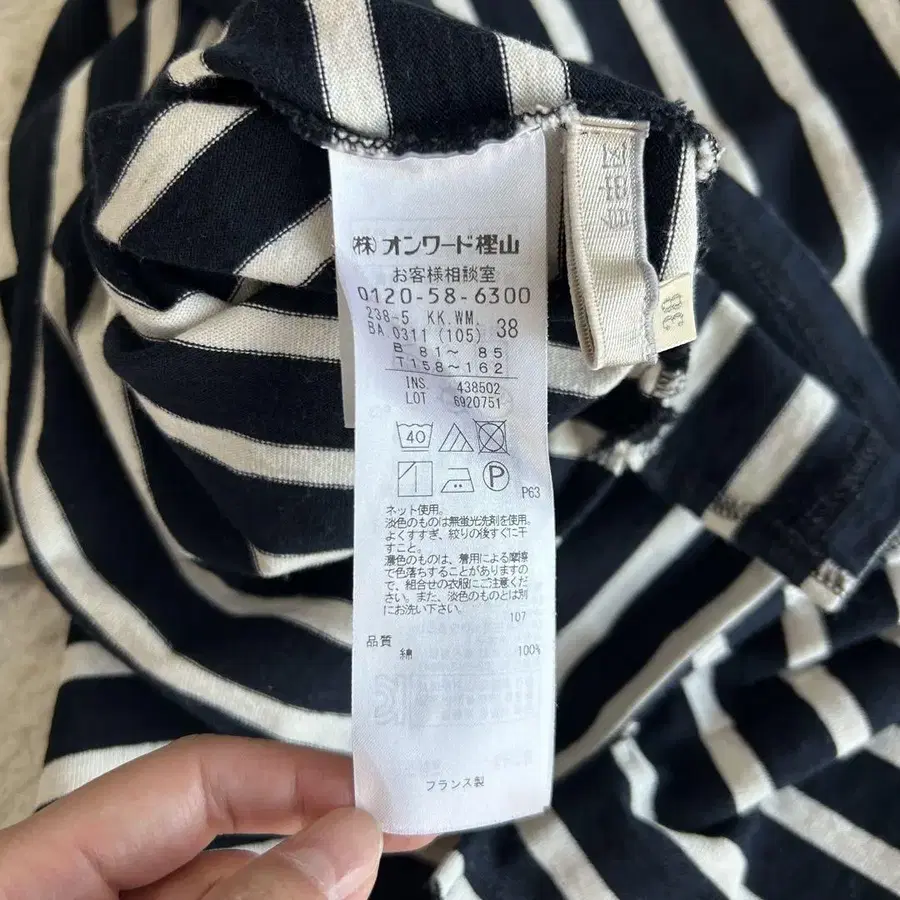 ㈱オンワード樫山
お客様相談室
0120-58-6300
238-5 KK.WM.
BA.0311 (105) 38
B 81～ 85
T158～162
INS. 438502
LOT 6920751
40
P
P63
ネット使用。
淡色のものは無蛍光洗剤を使用。
よくすすぎ、絞りの後すぐに干
すこと。
濃色のものは、着用による摩擦
で色落ちすることがありますの
で、組合せの衣服にご注意くだ
さい。また、淡色のものとは別
にお洗い下さい。
107
品質
綿 100%
フランス製
38